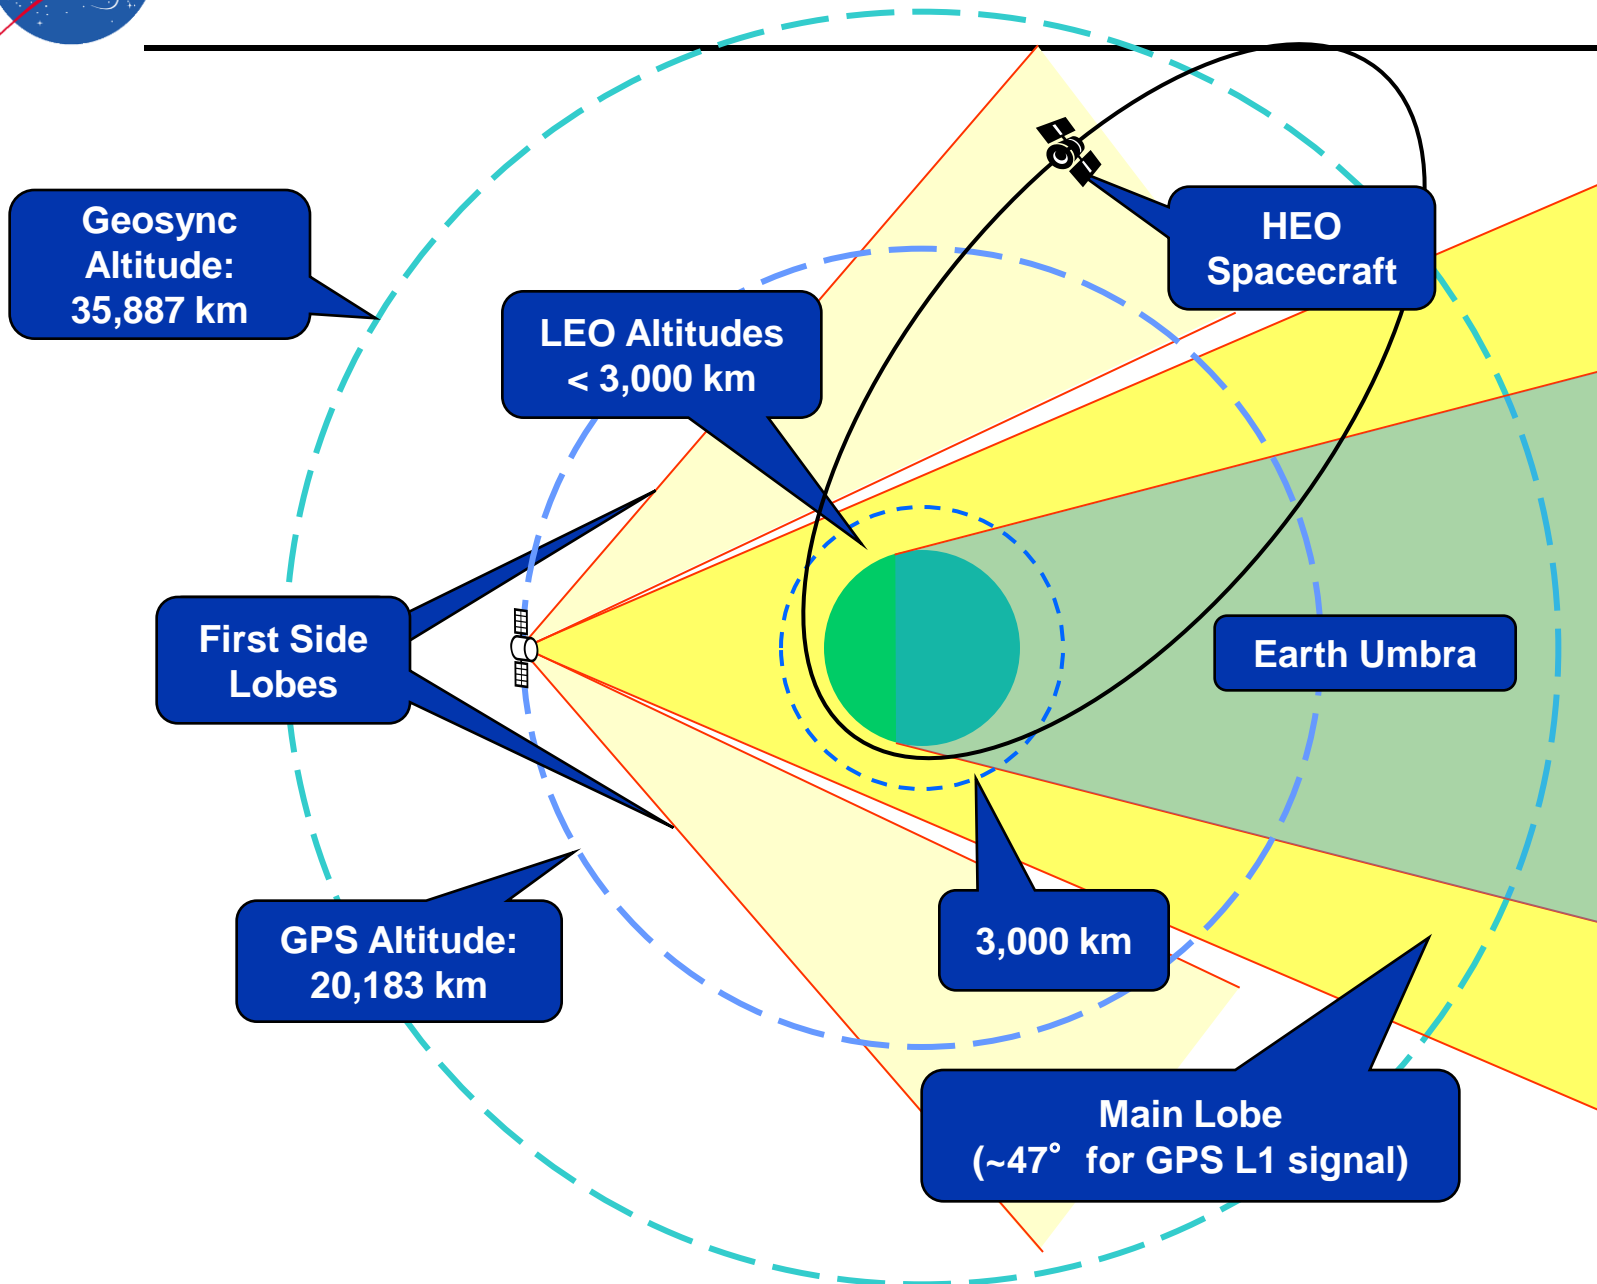 Geosync
Altitude:
35,887 km
LEO Altitudes
< 3,000 km
HEO
Spacecraft
First Side
Lobes
Earth Umbra
GPS Altitude:
20,183 km
3,000 km
Main Lobe
(~47° for GPS L1 signal)